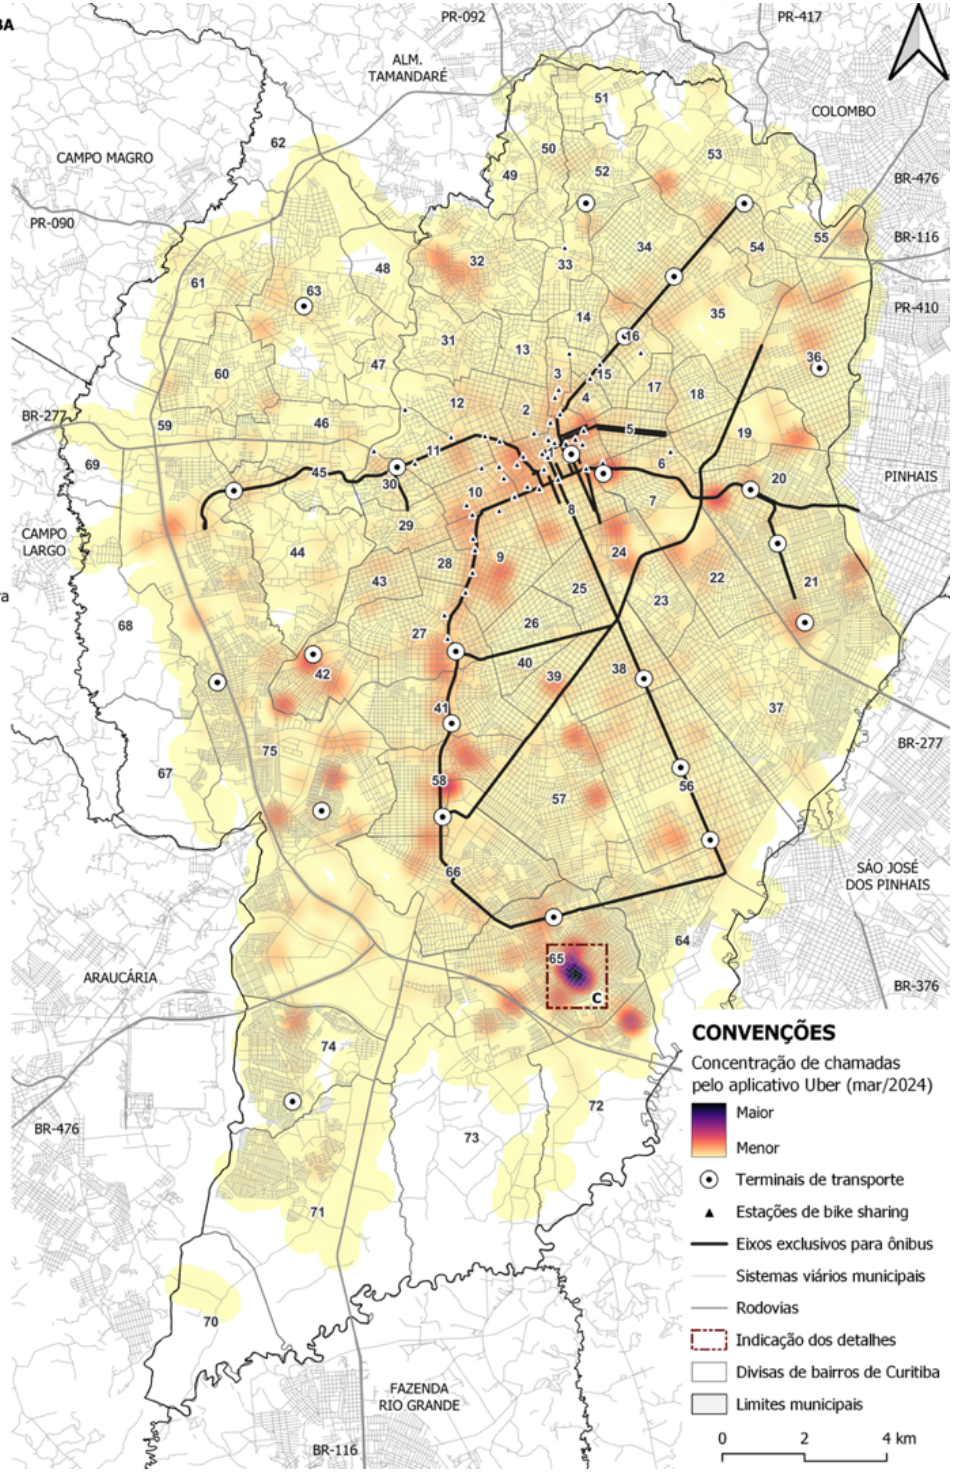 BA
PR-092
PR-417
ALM.
TAMANDARÉ
COLOMBO
51
62
CAMPO MAGRO
50
53
52
49
BR-476
PR-090
34
54
55
BR-116
32
33
48
61
63
PR-410
14
35
31
16
13
36
47
3
15
60
17
18
12
4
2
BR-277
59
46
5
19
11
1
69
45
6
30
20
PINHAIS
10
7
8
29
CAMPO
LARGO
44
24
28
9
43
22
21
25
ra
23
68
26
27
40
38
42
39
41
37
75
BR-277
67
58
56
57
66
SÃO JOSÉ
DOS PINHAIS
64
65
ARAUCÁRIA
BR-376
C
74
72
BR-476
73
71
70
FAZENDA
RIO GRANDE
BR-116
CONVENÇÕES
Concentração de chamadas
pelo aplicativo Uber (mar/2024)
Maior
Menor
Terminais de transporte
Estações de bike sharing
Eixos exclusivos para ônibus
Sistemas viários municipais
Rodovias
Indicação dos detalhes
Divisas de bairros de Curitiba
Limites municipais
0 2 4 km